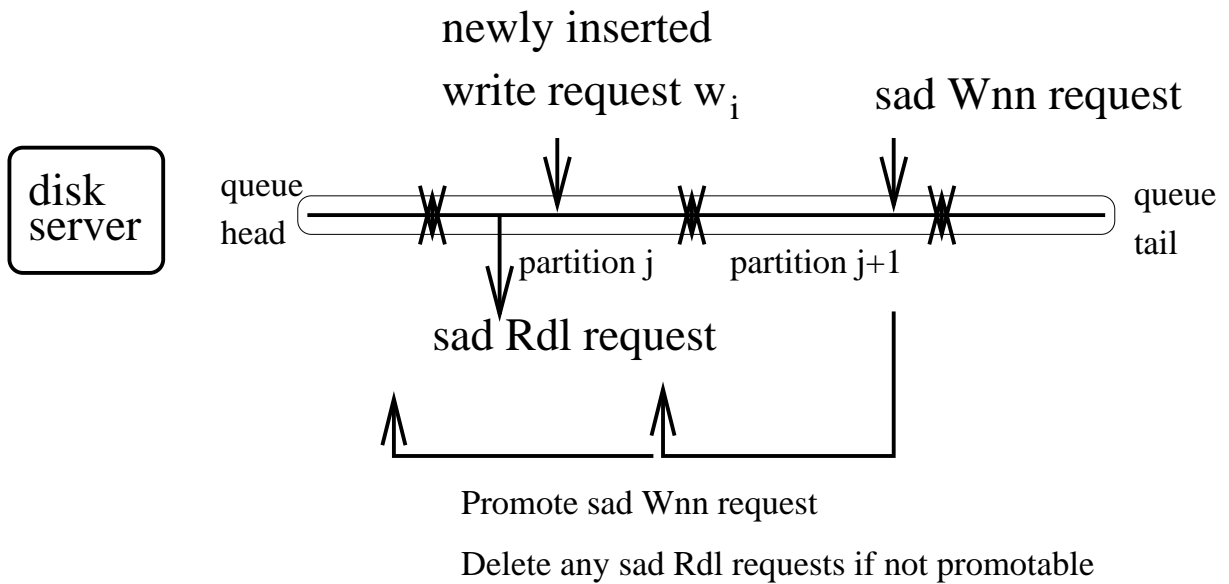 newly inserted
write request w_i
sad Wnn request
disk
server
queue
head
queue
tail
partition j
partition j+1
sad Rdl request
Promote sad Wnn request
Delete any sad Rdl requests if not promotable